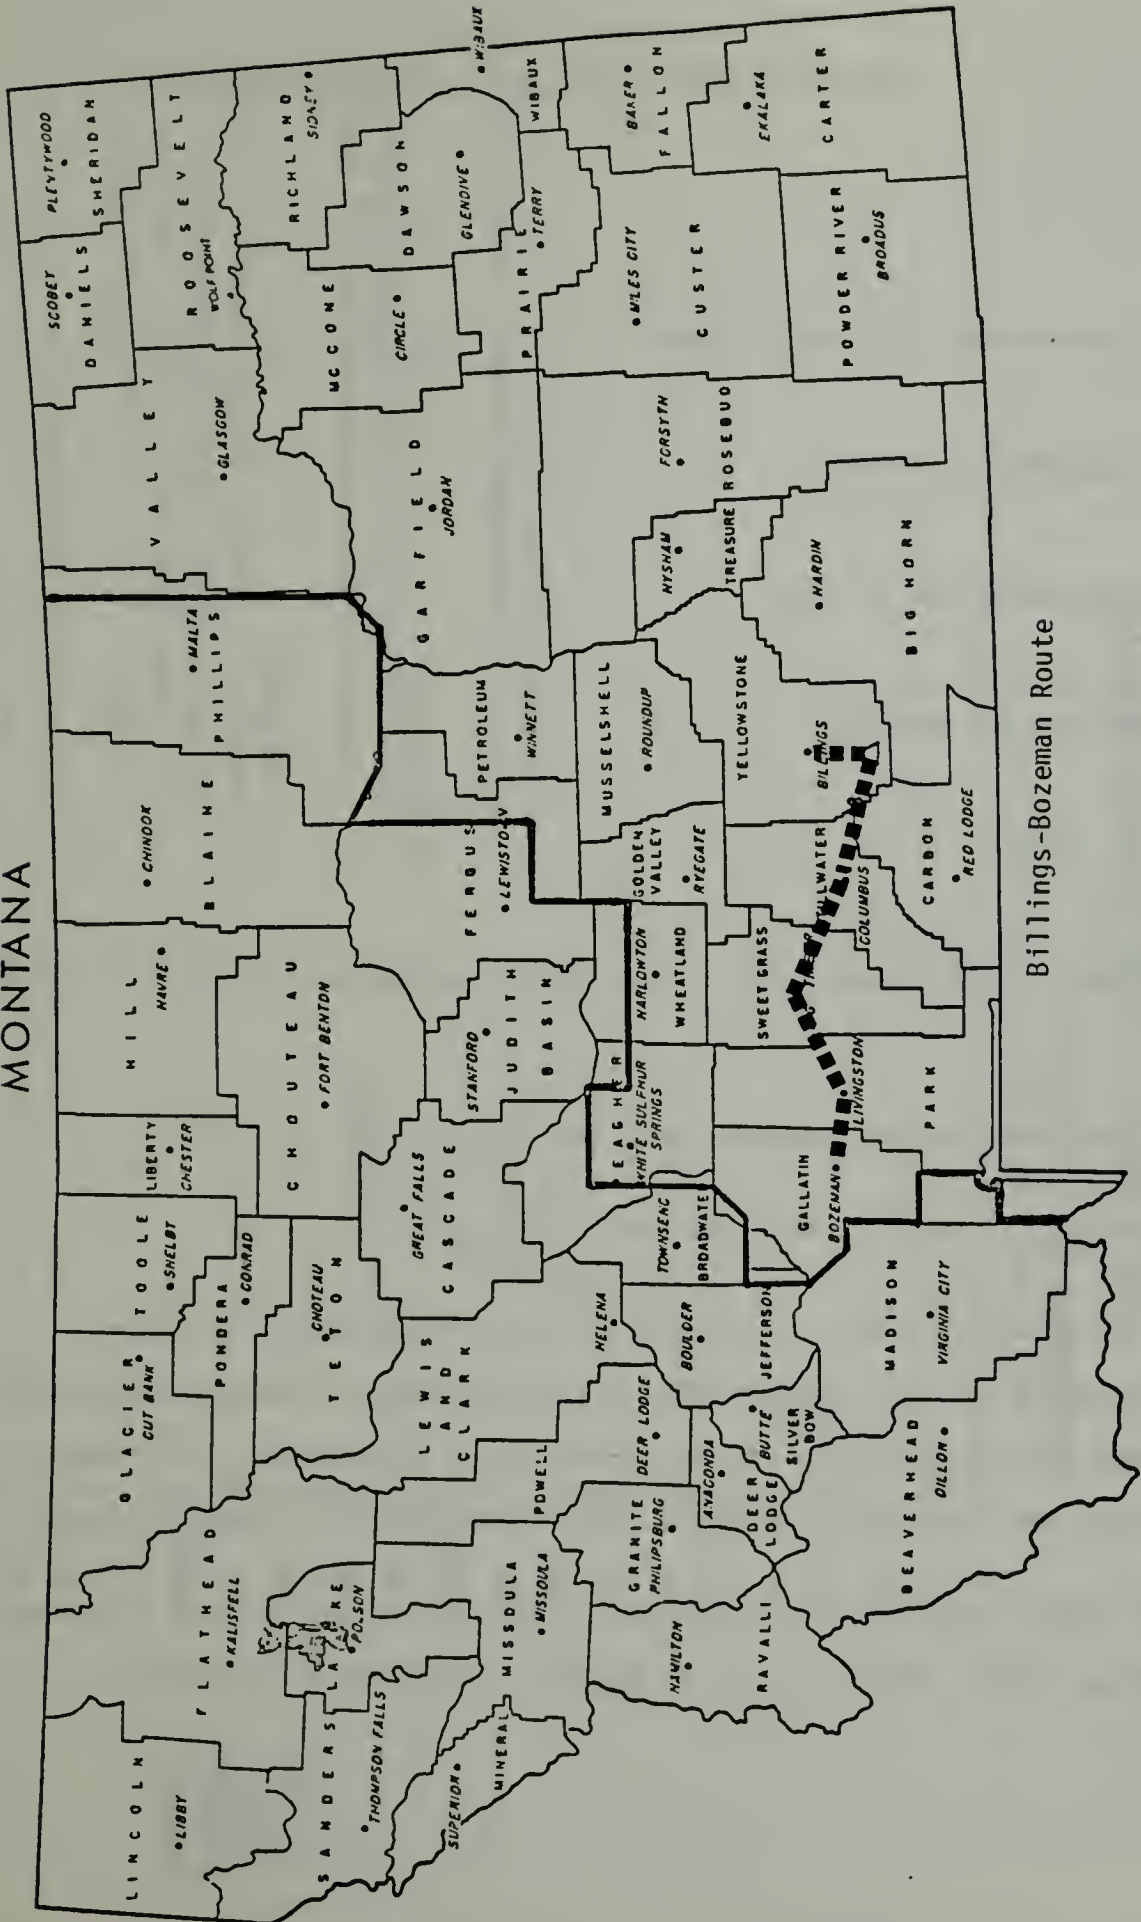 MONTANA
LINCOLN
LIBBY
FLATHEAD
KALISPELL
GLACIER
CUT BANK
TOOLE
SHELBY
LIBERTY
CHESTER
HILL
HAVRE
BLAINE
CHINOOK
PHILLIPS
MALTA
VALLEY
GLASGOW
DANIELS
SCOBEY
SHERIDAN
PLENTYWOOD
ROOSEVELT
WOLF POINT
RICHLAND
SIDNEY
PONDERA
CONRAD
TETON
CHOTEAU
CHOUTEAU
FORT BENTON
SANDERS
THOMPSON FALLS
LAKE
POLSON
LEWIS
AND
CLARK
HELENA
CASCADE
GREAT FALLS
JUDITH
BASIN
STANFORD
FERGUS
LEWISTOWN
PETROLEUM
WINNETT
GARFIELD
JORDAN
MCCONE
CIRCLE
DAWSON
GLENDIVE
PRAIRIE
TERRY
WIBAUX
WIBAUX
MINERAL
SUPERIOR
MISSOULA
MISSOULA
POWELL
DEER LODGE
GRANITE
PHILIPSBURG
RAVALLI
HAMILTON
DEER
LODGE
ANACONDA
SILVER
BOW
BUTTE
JEFFERSON
BOULDER
BROADWATER
TOWNSEND
MEAGHER
WHITE SULPHUR
SPRINGS
WHEATLAND
HARLOWTON
GOLDEN
VALLEY
RYEGATE
MUSSELSHELL
ROUNDUP
TREASURE
HYSHAM
ROSEBUD
FORSYTH
CUSTER
MILES CITY
FALLON
BAKER
CARTER
EKALAKA
POWDER RIVER
BROADUS
BEAVERHEAD
DILLON
MADISON
VIRGINIA CITY
GALLATIN
BOZEMAN
PARK
LIVINGSTON
SWEET GRASS
COLUMBUS
CARBON
RED LODGE
YELLOWSTONE
BILLINGS
BIG HORN
HARDIN
Billings-Bozeman Route